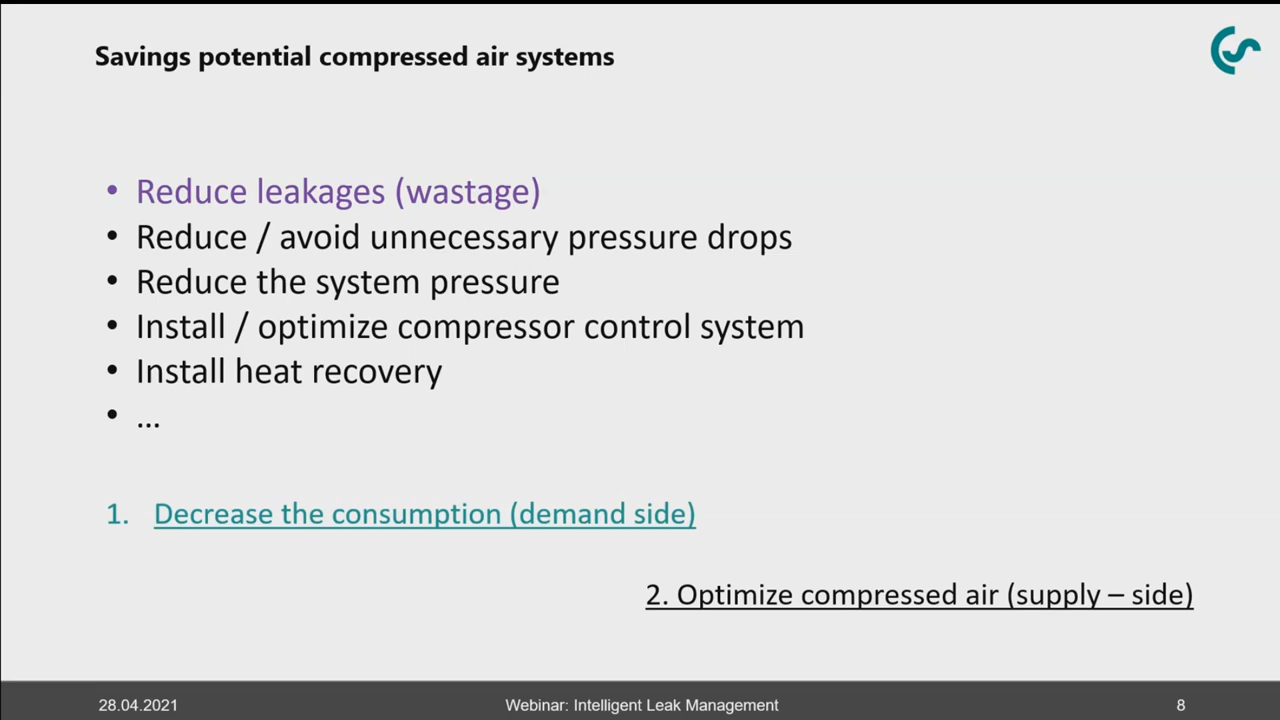 Savings potential compressed air systems
• Reduce leakages (wastage)
• Reduce / avoid unnecessary pressure drops
• Reduce the system pressure
• Install / optimize compressor control system
• Install heat recovery
• ...
1. Decrease the consumption (demand side)
2. Optimize compressed air (supply – side)
28.04.2021 Webinar: Intelligent Leak Management 8